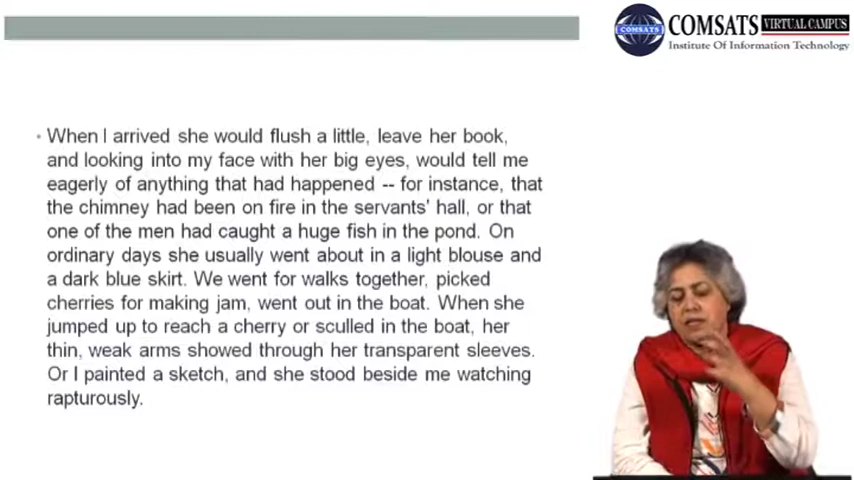 COMSATS
COMSATS VIRTUAL CAMPUS
Institute Of Information Technology
When I arrived she would flush a little, leave her book,
and looking into my face with her big eyes, would tell me
eagerly of anything that had happened -- for instance, that
the chimney had been on fire in the servants' hall, or that
one of the men had caught a huge fish in the pond. On
ordinary days she usually went about in a light blouse and
a dark blue skirt. We went for walks together, picked
cherries for making jam, went out in the boat. When she
jumped up to reach a cherry or sculled in the boat, her
thin, weak arms showed through her transparent sleeves.
Or I painted a sketch, and she stood beside me watching
rapturously.